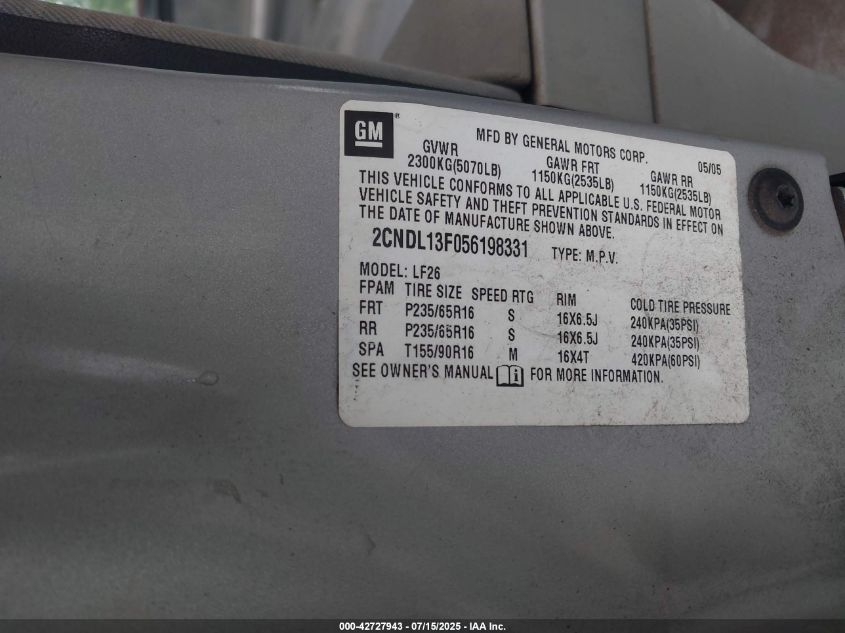 GM ®
MFD BY GENERAL MOTORS CORP. 05/05
GVWR GAWR FRT GAWR RR
2300KG(5070LB) 1150KG(2535LB) 1150KG(2535LB)
THIS VEHICLE CONFORMS TO ALL APPLICABLE U.S. FEDERAL MOTOR
VEHICLE SAFETY AND THEFT PREVENTION STANDARDS IN EFFECT ON
THE DATE OF MANUFACTURE SHOWN ABOVE.
2CNDL13F056198331 TYPE: M.P.V.
MODEL: LF26
FPAM TIRE SIZE SPEED RTG RIM COLD TIRE PRESSURE
FRT P235/65R16 S 16X6.5J 240KPA(35PSI)
RR P235/65R16 S 16X6.5J 240KPA(35PSI)
SPA T155/90R16 M 16X4T 420KPA(60PSI)
SEE OWNER'S MANUAL FOR MORE INFORMATION.
000-42727943 / 07/15/2025 - IAA Inc.